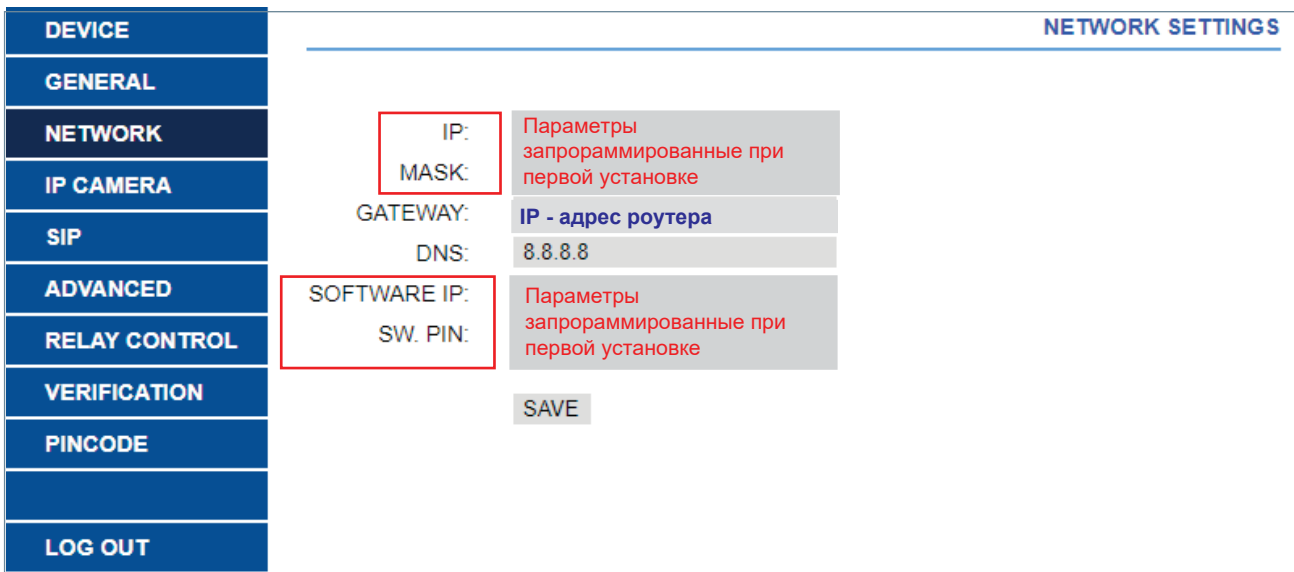 DEVICE
GENERAL
NETWORK
IP CAMERA
SIP
ADVANCED
RELAY CONTROL
VERIFICATION
PINCODE
LOG OUT
NETWORK SETTINGS
IP:
MASK:
Параметры
запрораммированные при
первой установке
GATEWAY: IP - адрес роутера
DNS: 8.8.8.8
SOFTWARE IP:
SW. PIN:
Параметры
запрораммированные при
первой установке
SAVE